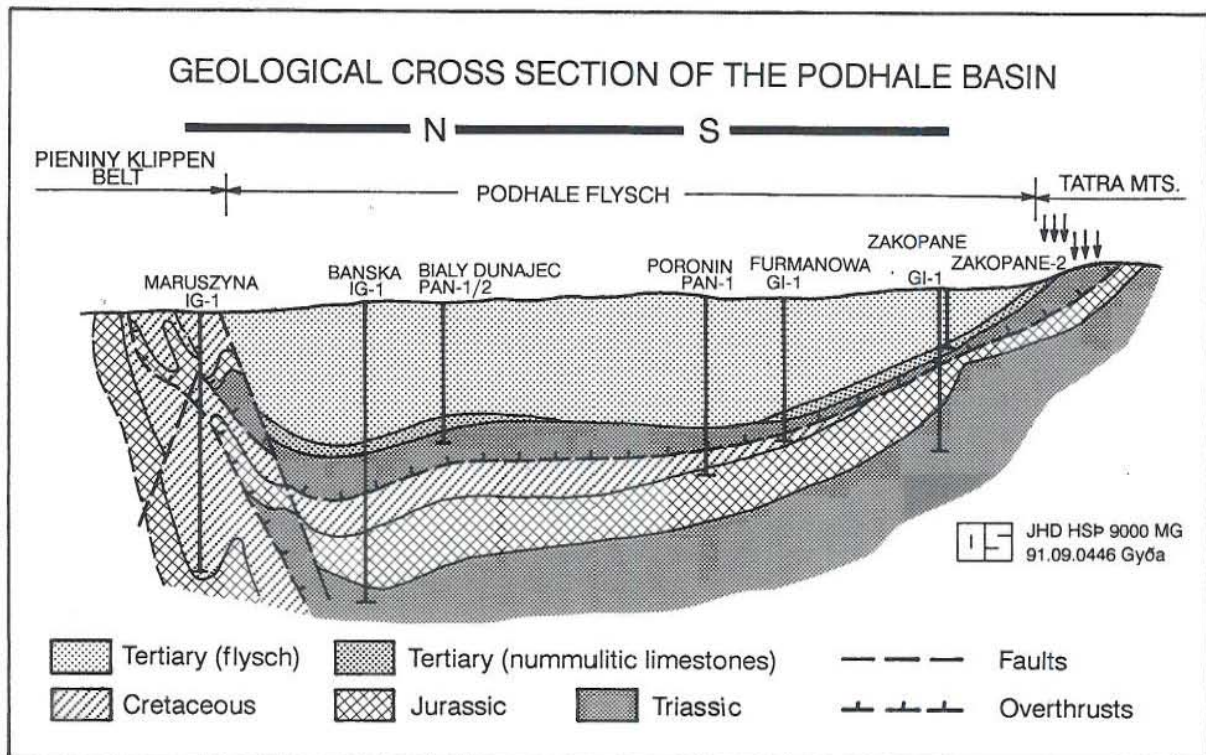 GEOLOGICAL CROSS SECTION OF THE PODHALE BASIN
N S
PIENINY KLIPPEN
BELT
PODHALE FLYSCH
TATRA MTS.
MARUSZYNA
IG-1
BANSKA
IG-1
BIALY DUNAJEC
PAN-1/2
PORONIN
PAN-1
FURMANOWA
GI-1
ZAKOPANE
GI-1
ZAKOPANE-2
JHD HSÞ 9000 MG
91.09.0446 Gyða
Tertiary (flysch)
Tertiary (nummulitic limestones)
Faults
Cretaceous
Jurassic
Triassic
Overthrusts